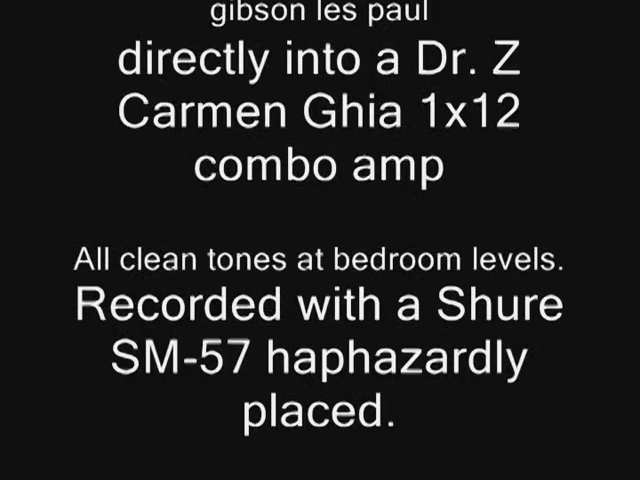 gibson les paul
directly into a Dr. Z
Carmen Ghia 1x12
combo amp
All clean tones at bedroom levels.
Recorded with a Shure
SM-57 haphazardly
placed.